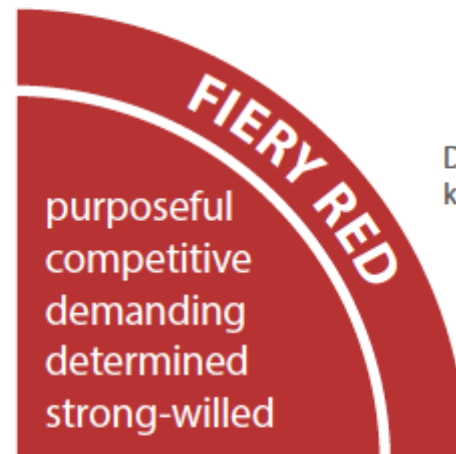 FIERY RED
purposeful
competitive
demanding
determined
strong-willed